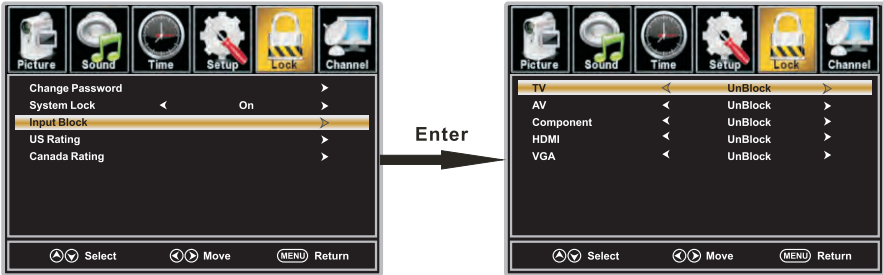 Picture Sound Time Setup Lock Channel
Change Password
System Lock On
Input Block
US Rating
Canada Rating
Select Move MENU Return
Enter
Picture Sound Time Setup Lock Channel
TV UnBlock
AV UnBlock
Component UnBlock
HDMI UnBlock
VGA UnBlock
Select Move MENU Return